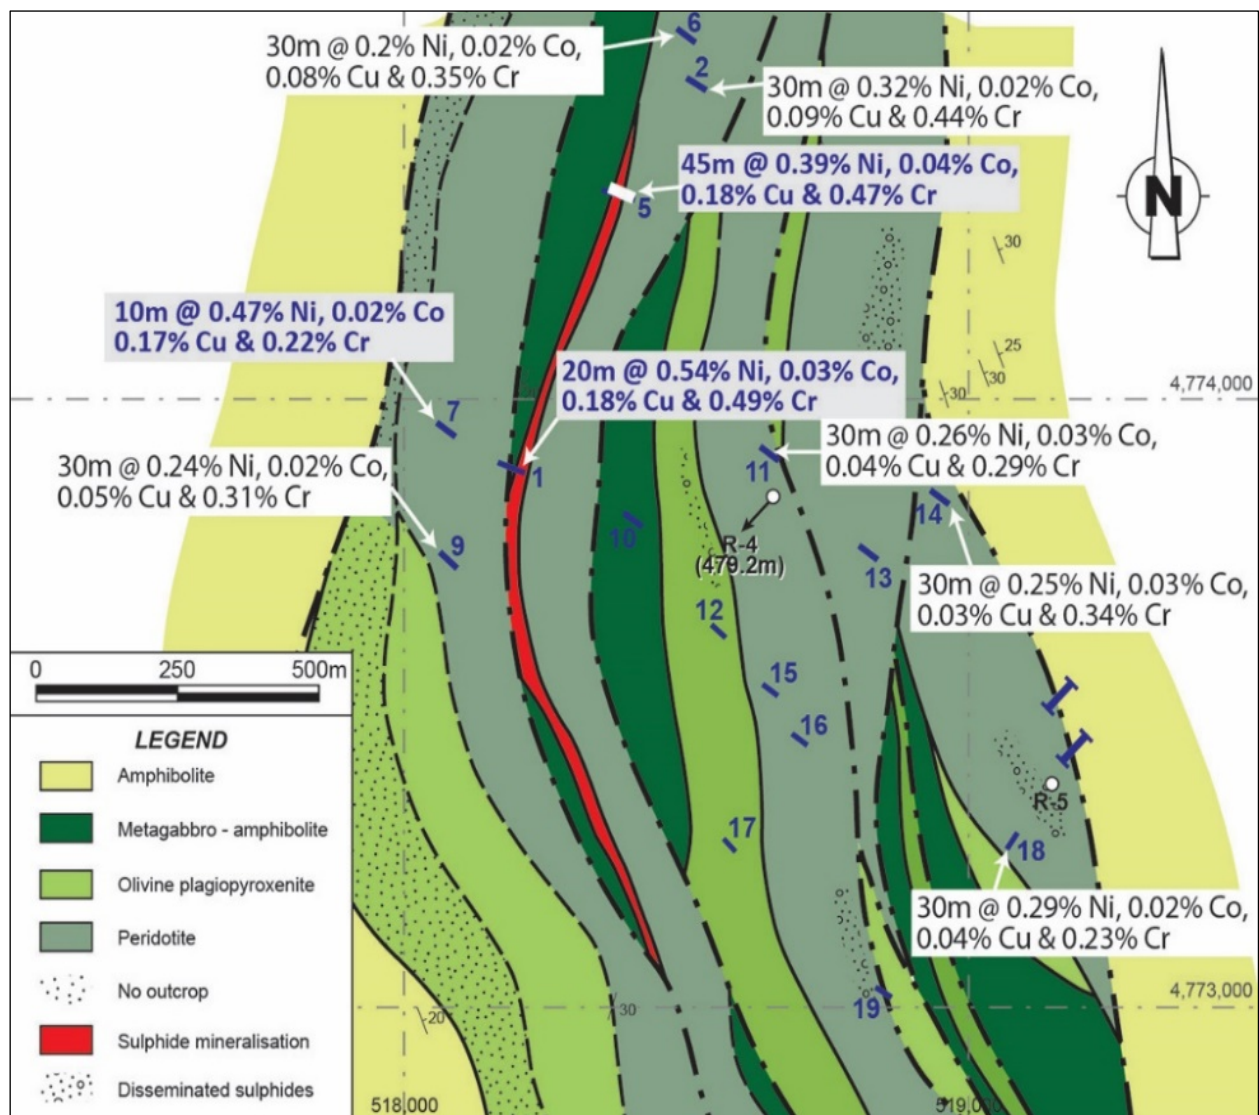 6
30m @ 0.2% Ni, 0.02% Co,
0.08% Cu & 0.35% Cr
2
30m @ 0.32% Ni, 0.02% Co,
0.09% Cu & 0.44% Cr
45m @ 0.39% Ni, 0.04% Co,
0.18% Cu & 0.47% Cr
5
N
30
10m @ 0.47% Ni, 0.02% Co
0.17% Cu & 0.22% Cr
25
20m @ 0.54% Ni, 0.03% Co,
0.18% Cu & 0.49% Cr
30
30
4,774,000
7
30m @ 0.26% Ni, 0.03% Co,
0.04% Cu & 0.29% Cr
30m @ 0.24% Ni, 0.02% Co,
0.05% Cu & 0.31% Cr
1
11
14
10
9
R-4
(479.2m)
13
30m @ 0.25% Ni, 0.03% Co,
0.03% Cu & 0.34% Cr
12
15
16
0 250 500m
LEGEND
Amphibolite
Metagabbro - amphibolite
Olivine plagiopyroxenite
Peridotite
No outcrop
Sulphide mineralisation
Disseminated sulphides
R-5
17
18
30m @ 0.29% Ni, 0.02% Co,
0.04% Cu & 0.23% Cr
19
4,773,000
20
30
518,000
519,000